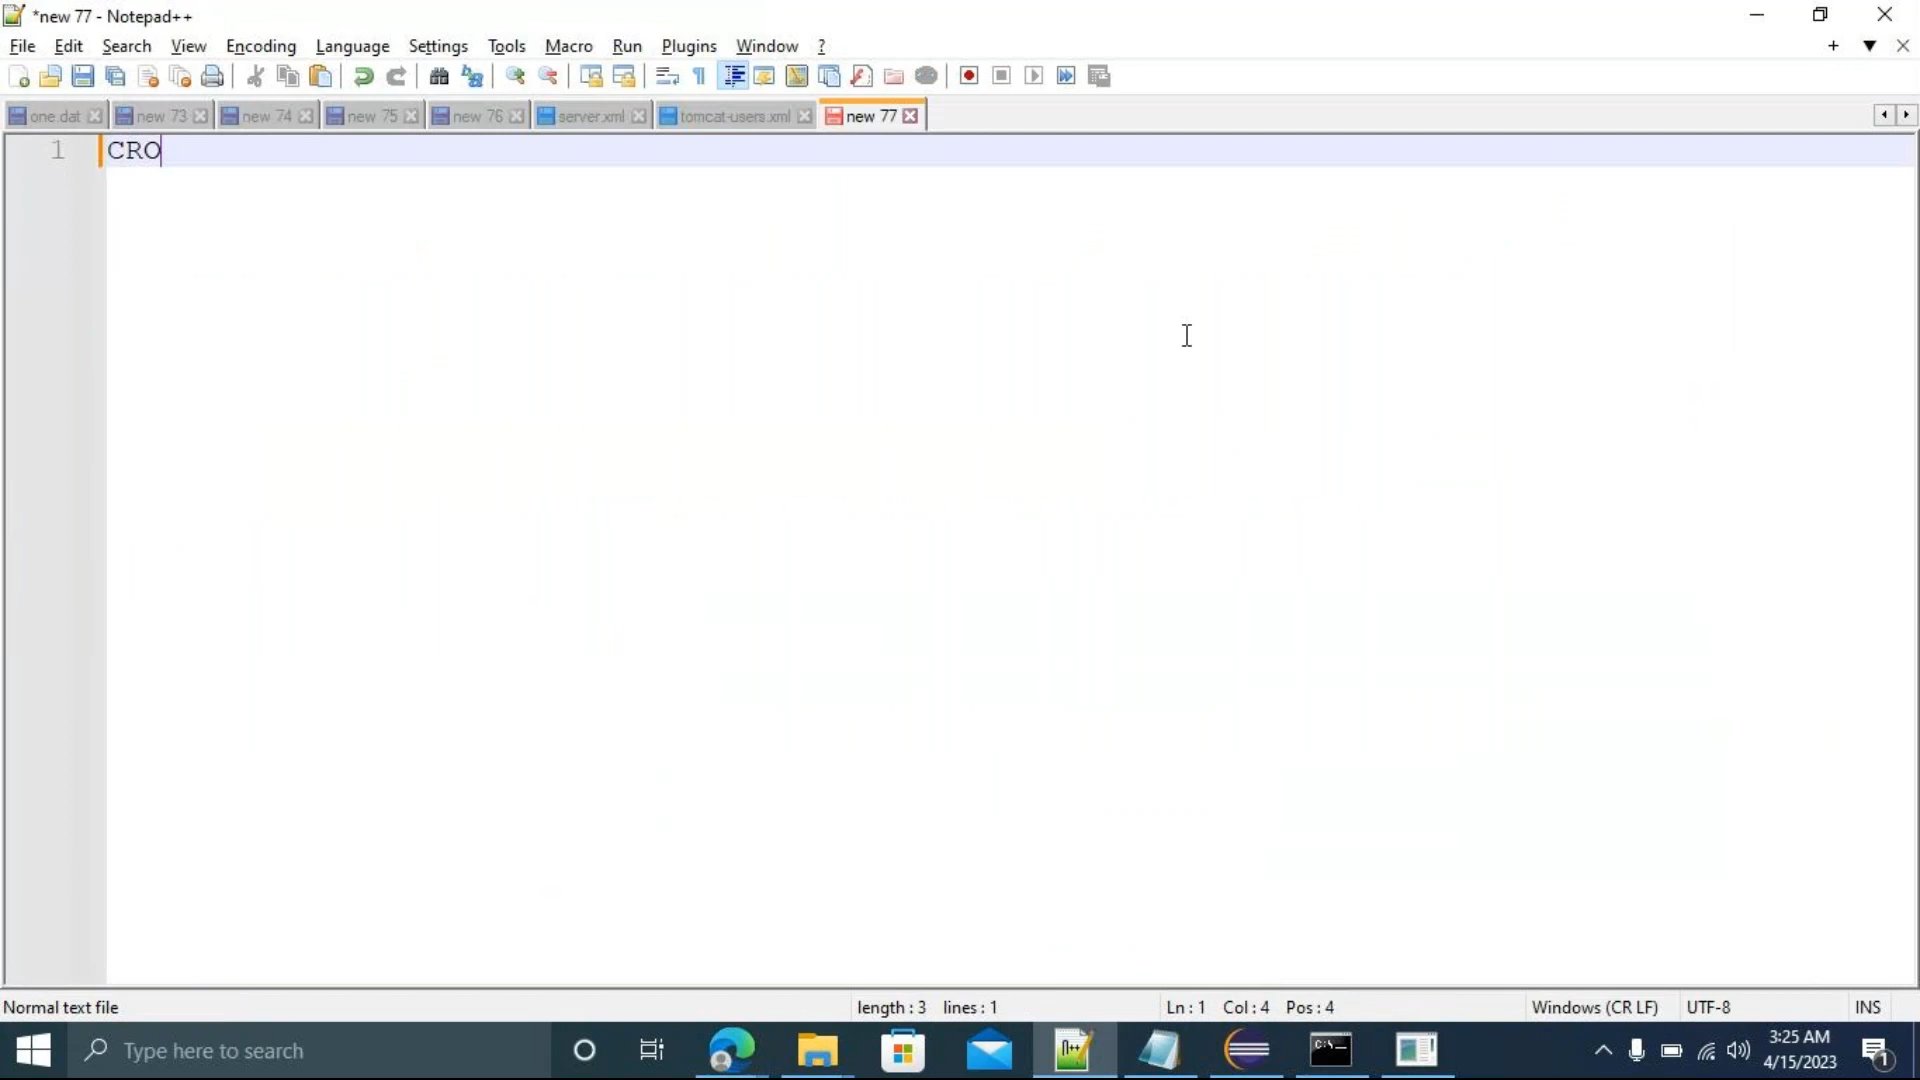 *new 77 - Notepad++
File Edit Search View Encoding Language Settings Tools Macro Run Plugins Window ?
one.dat new 73 new 74 new 75 new 76 server.xml tomcat-users.xml new 77
1 CRO
Normal text file length : 3 lines : 1 Ln : 1 Col : 4 Pos : 4 Windows (CR LF) UTF-8 INS
Type here to search
3:25 AM
4/15/2023
1